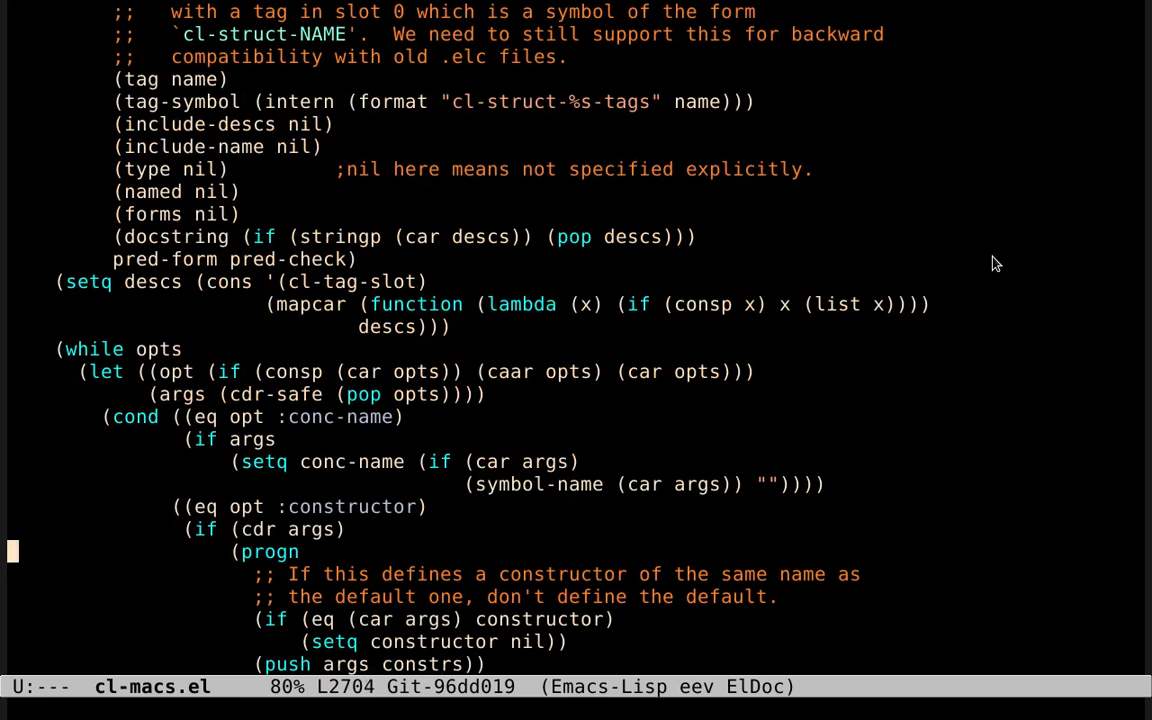 ;;   with a tag in slot 0 which is a symbol of the form
;;   `cl-struct-NAME'.  We need to still support this for backward
;;   compatibility with old .elc files.
(tag name)
(tag-symbol (intern (format "cl-struct-%s-tags" name)))
(include-descs nil)
(include-name nil)
(type nil)         ;nil here means not specified explicitly.
(named nil)
(forms nil)
(docstring (if (stringp (car descs)) (pop descs)))
pred-form pred-check)
(setq descs (cons '(cl-tag-slot)
(mapcar (function (lambda (x) (if (consp x) x (list x))))
descs)))
(while opts
(let ((opt (if (consp (car opts)) (caar opts) (car opts)))
(args (cdr-safe (pop opts))))
(cond ((eq opt :conc-name)
(if args
(setq conc-name (if (car args)
(symbol-name (car args)) ""))))
((eq opt :constructor)
(if (cdr args)
(progn
;; If this defines a constructor of the same name as
;; the default one, don't define the default.
(if (eq (car args) constructor)
(setq constructor nil))
(push args constrs))
U:---  cl-macs.el     80% L2704 Git-96dd019  (Emacs-Lisp eev ElDoc)